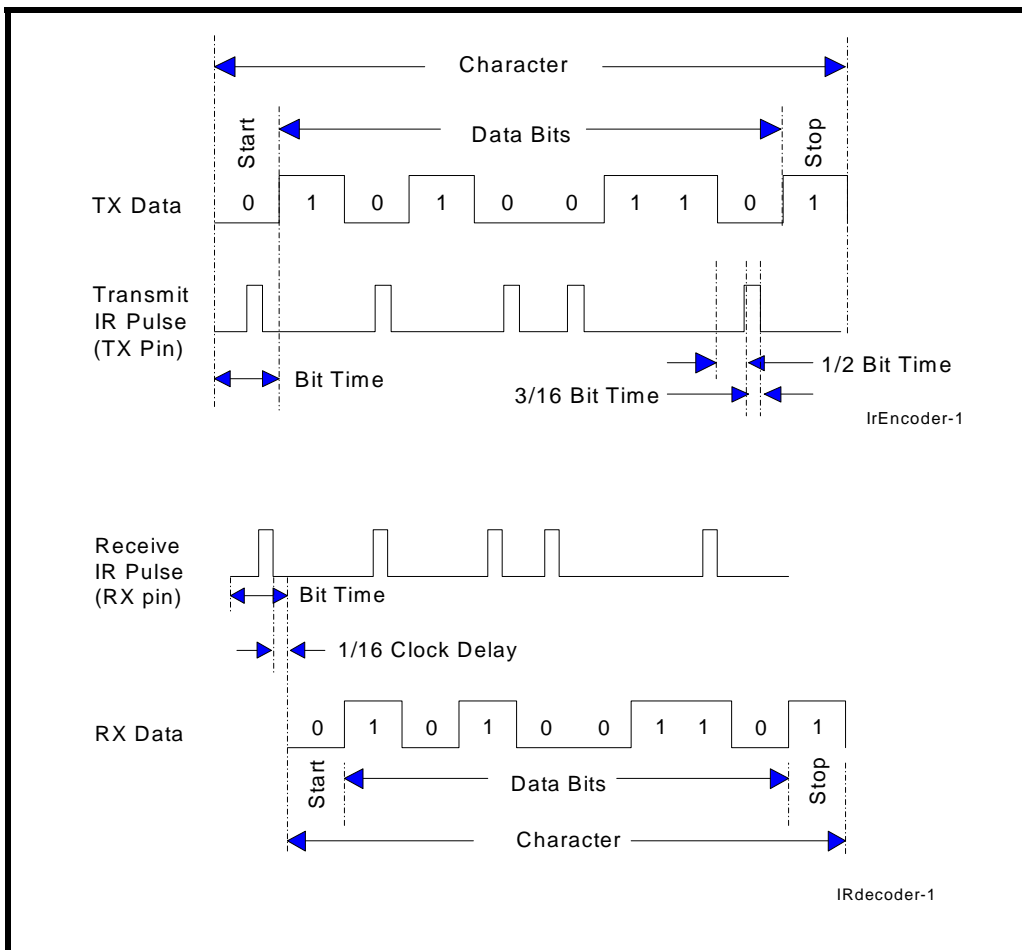 Character
Start
Data Bits
Stop
TX Data
0 1 0 1 0 0 1 1 0 1
Transmit
IR Pulse
(TX Pin)
Bit Time
1/2 Bit Time
3/16 Bit Time
IrEncoder-1
Receive
IR Pulse
(RX pin)
Bit Time
1/16 Clock Delay
RX Data
0 1 0 1 0 0 1 1 0 1
Start
Data Bits
Stop
Character
IRdecoder-1